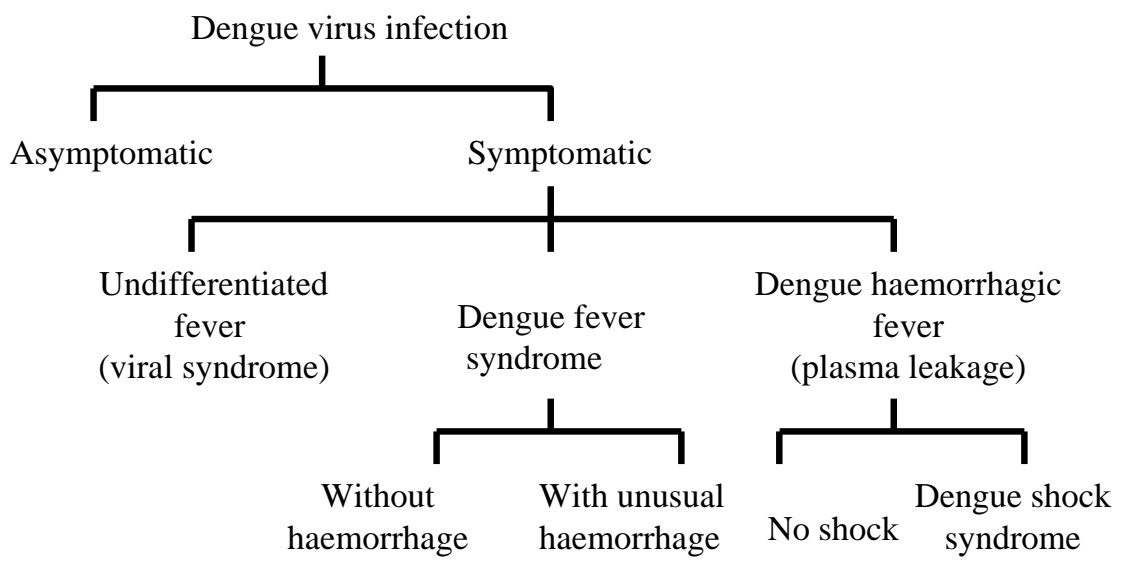 Dengue virus infection
Asymptomatic
Symptomatic
Undifferentiated
fever
(viral syndrome)
Dengue fever
syndrome
Dengue haemorrhagic
fever
(plasma leakage)
Without
haemorrhage
With unusual
haemorrhage
No shock
Dengue shock
syndrome